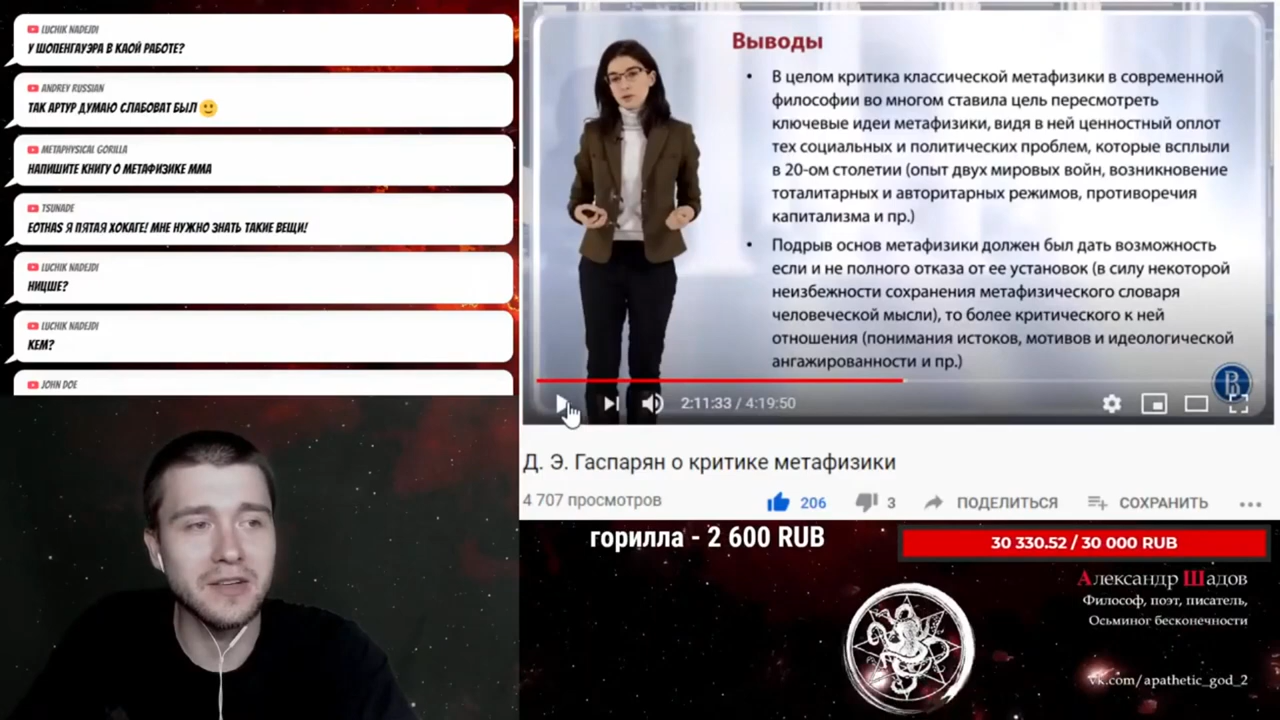 LUCHIK NADEJDI
У ШОПЕНГАУЭРА В КАОЙ РАБОТЕ?
ANDREY RUSSIAN
ТАК АРТУР ДУМАЮ СЛАБОВАТ БЫЛ
METAPHYSICAL GORILLA
НАПИШИТЕ КНИГУ О МЕТАФИЗИКЕ ММА
TSUNADE
EOTHAS Я ПЯТАЯ ХОКАГЕ! МНЕ НУЖНО ЗНАТЬ ТАКИЕ ВЕЩИ!
LUCHIK NADEJDI
НИЦШЕ?
LUCHIK NADEJDI
КЕМ?
JOHN DOE
Выводы
• В целом критика классической метафизики в современной
философии во многом ставила цель пересмотреть
ключевые идеи метафизики, видя в ней ценностный оплот
тех социальных и политических проблем, которые всплыли
в 20-ом столетии (опыт двух мировых войн, возникновение
тоталитарных и авторитарных режимов, противоречия
капитализма и пр.)
• Подрыв основ метафизики должен был дать возможность
если и не полного отказа от ее установок (в силу некоторой
неизбежности сохранения метафизического словаря
человеческой мысли), то более критического к ней
отношения (понимания истоков, мотивов и идеологической
ангажированности и пр.)
2:11:33 / 4:19:50
Д. Э. Гаспарян о критике метафизики
4 707 просмотров
206
3
ПОДЕЛИТЬСЯ
СОХРАНИТЬ
горилла - 2 600 RUB
30 330.52 / 30 000 RUB
Александр Шадов
Философ, поэт, писатель,
Осьминог бесконечности
vk.com/apathetic_god_2